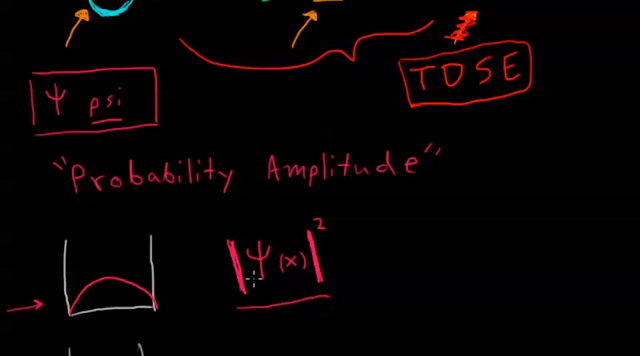 TDSE
Ψ psi
"Probability Amplitude"
|Ψ(x)|²